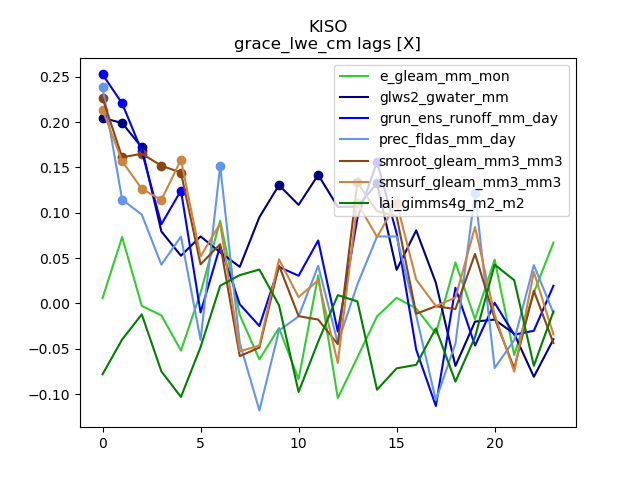 KISO
grace_lwe_cm lags [X]
e_gleam_mm_mon
glws2_gwater_mm
grun_ens_runoff_mm_day
prec_fldas_mm_day
smroot_gleam_mm3_mm3
smsurf_gleam_mm3_mm3
lai_gimms4g_m2_m2
0.25
0.20
0.15
0.10
0.05
0.00
−0.05
−0.10
0 5 10 15 20